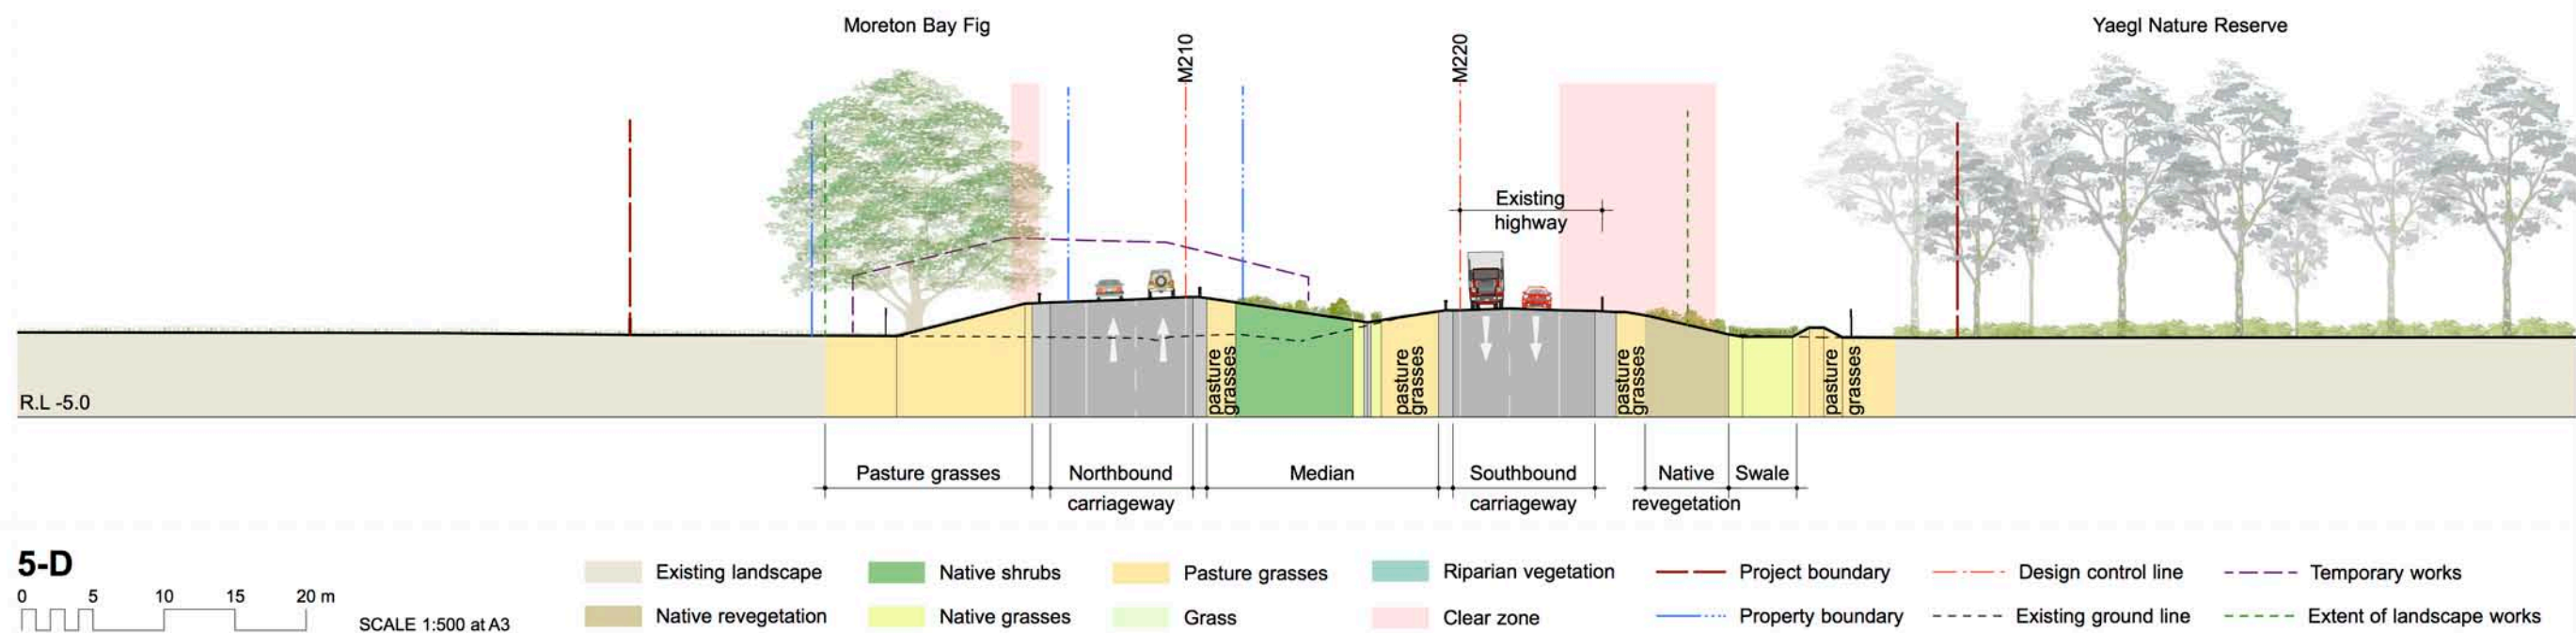 Moreton Bay Fig
Yaegl Nature Reserve
M210
M220
Existing
highway
R.L -5.0
pasture
grasses
pasture
grasses
pasture
grasses
pasture
grasses
Pasture grasses
Northbound
carriageway
Median
Southbound
carriageway
Native
revegetation
Swale
5-D
0 5 10 15 20 m
SCALE 1:500 at A3
Existing landscape
Native shrubs
Pasture grasses
Riparian vegetation
Project boundary
Design control line
Temporary works
Native revegetation
Native grasses
Grass
Clear zone
Property boundary
Existing ground line
Extent of landscape works